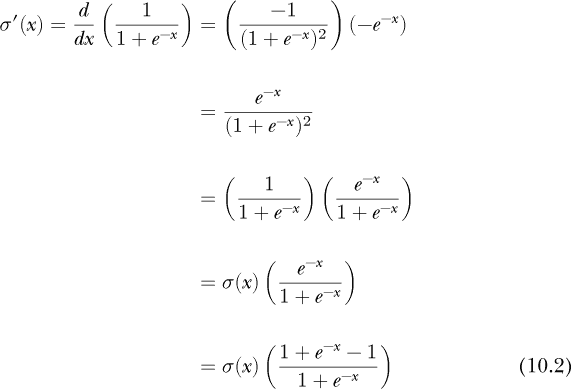 σ′(x) = d/dx (1/(1 + e^{−x})) = (−1/(1 + e^{−x})²) (−e^{−x})
= e^{−x}/(1 + e^{−x})²
= (1/(1 + e^{−x})) (e^{−x}/(1 + e^{−x}))
= σ(x) (e^{−x}/(1 + e^{−x}))
= σ(x) ((1 + e^{−x} − 1)/(1 + e^{−x})) (10.2)